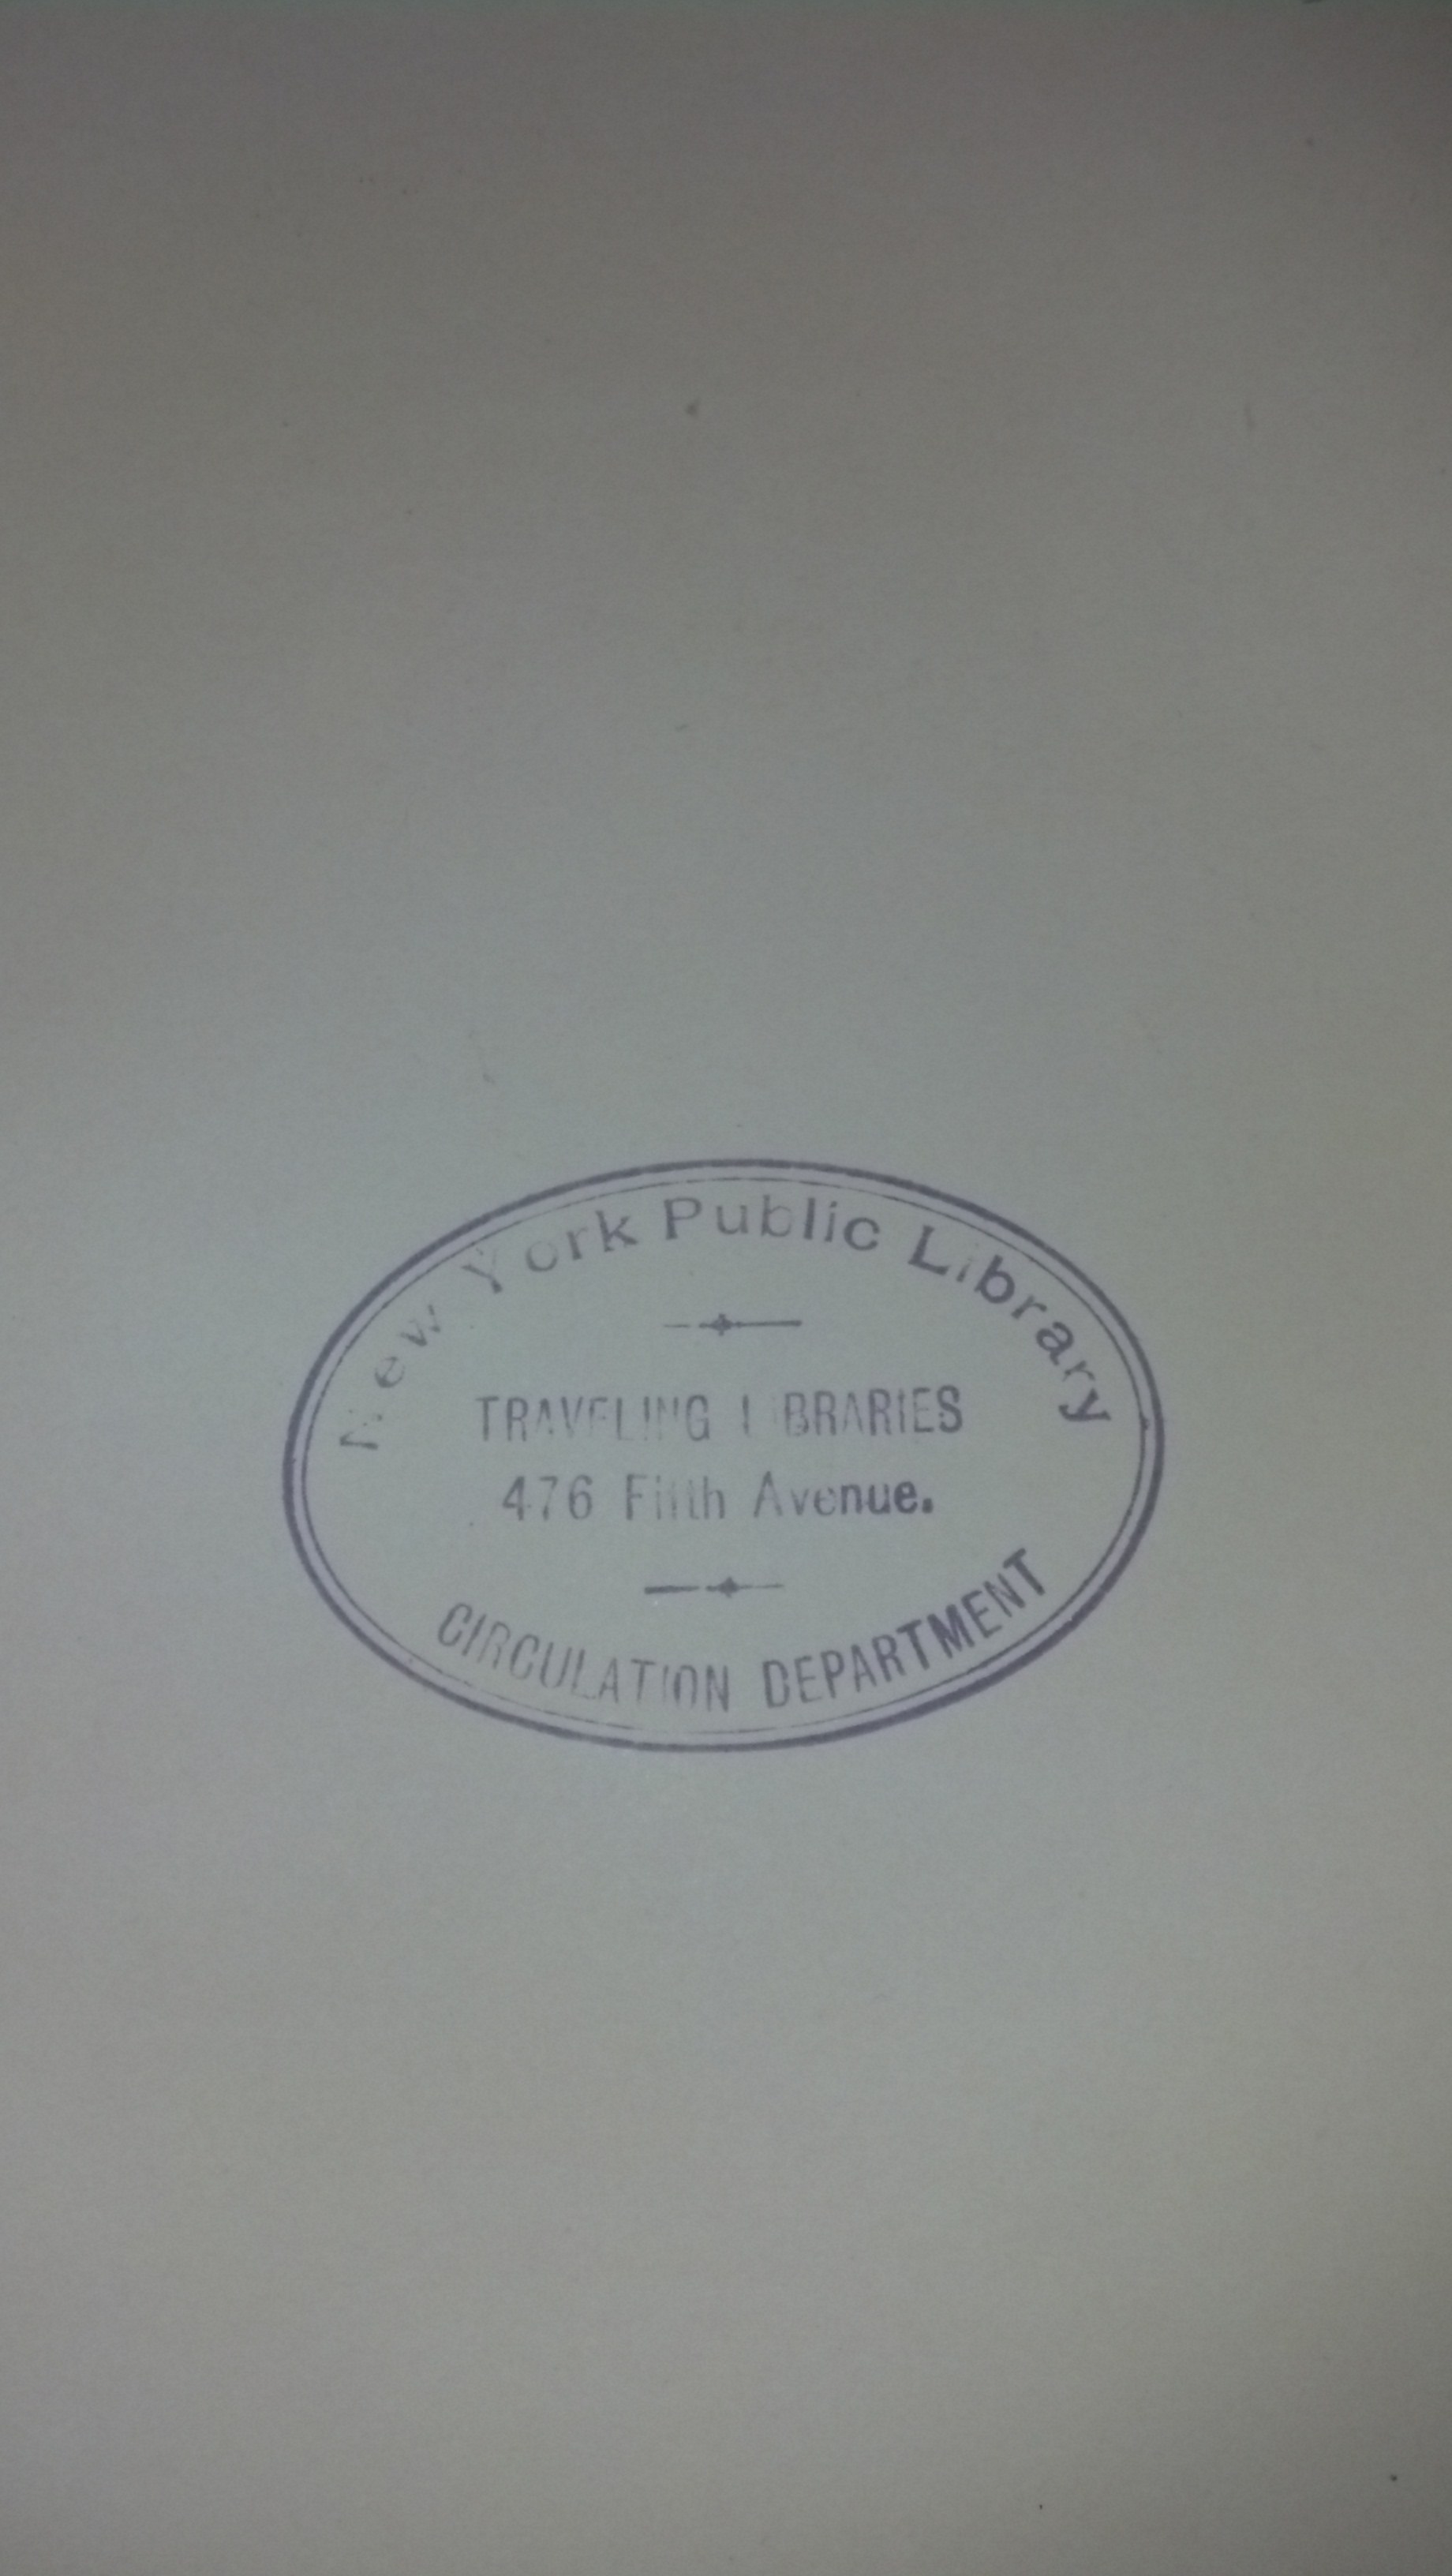 New York Public Library
TRAVELING LIBRARIES
476 Fifth Avenue.
CIRCULATION DEPARTMENT